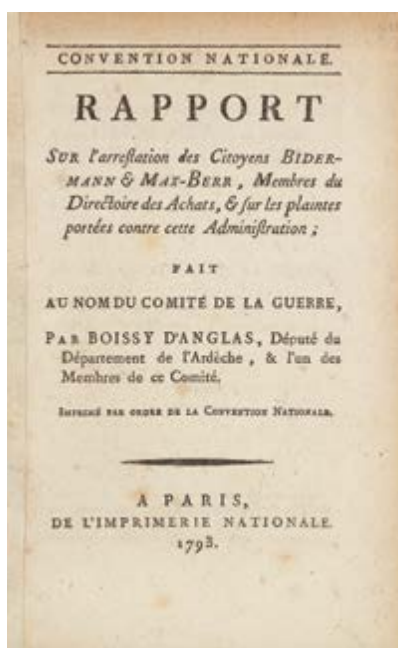 CONVENTION NATIONALE.
RAPPORT
SUR l'arreſtation des Citoyens BIDER-
MANN & MAX-BERR, Membres du
Directoire des Achats, & ſur les plaintes
portées contre cette Adminiſtration ;
FAIT
AU NOM DU COMITÉ DE LA GUERRE,
PAR BOISSY D'ANGLAS, Député du
Département de l'Ardèche, & l'un des
Membres de ce Comité.
IMPRIMÉ PAR ORDRE DE LA CONVENTION NATIONALE.
A PARIS,
DE L'IMPRIMERIE NATIONALE.
1793.